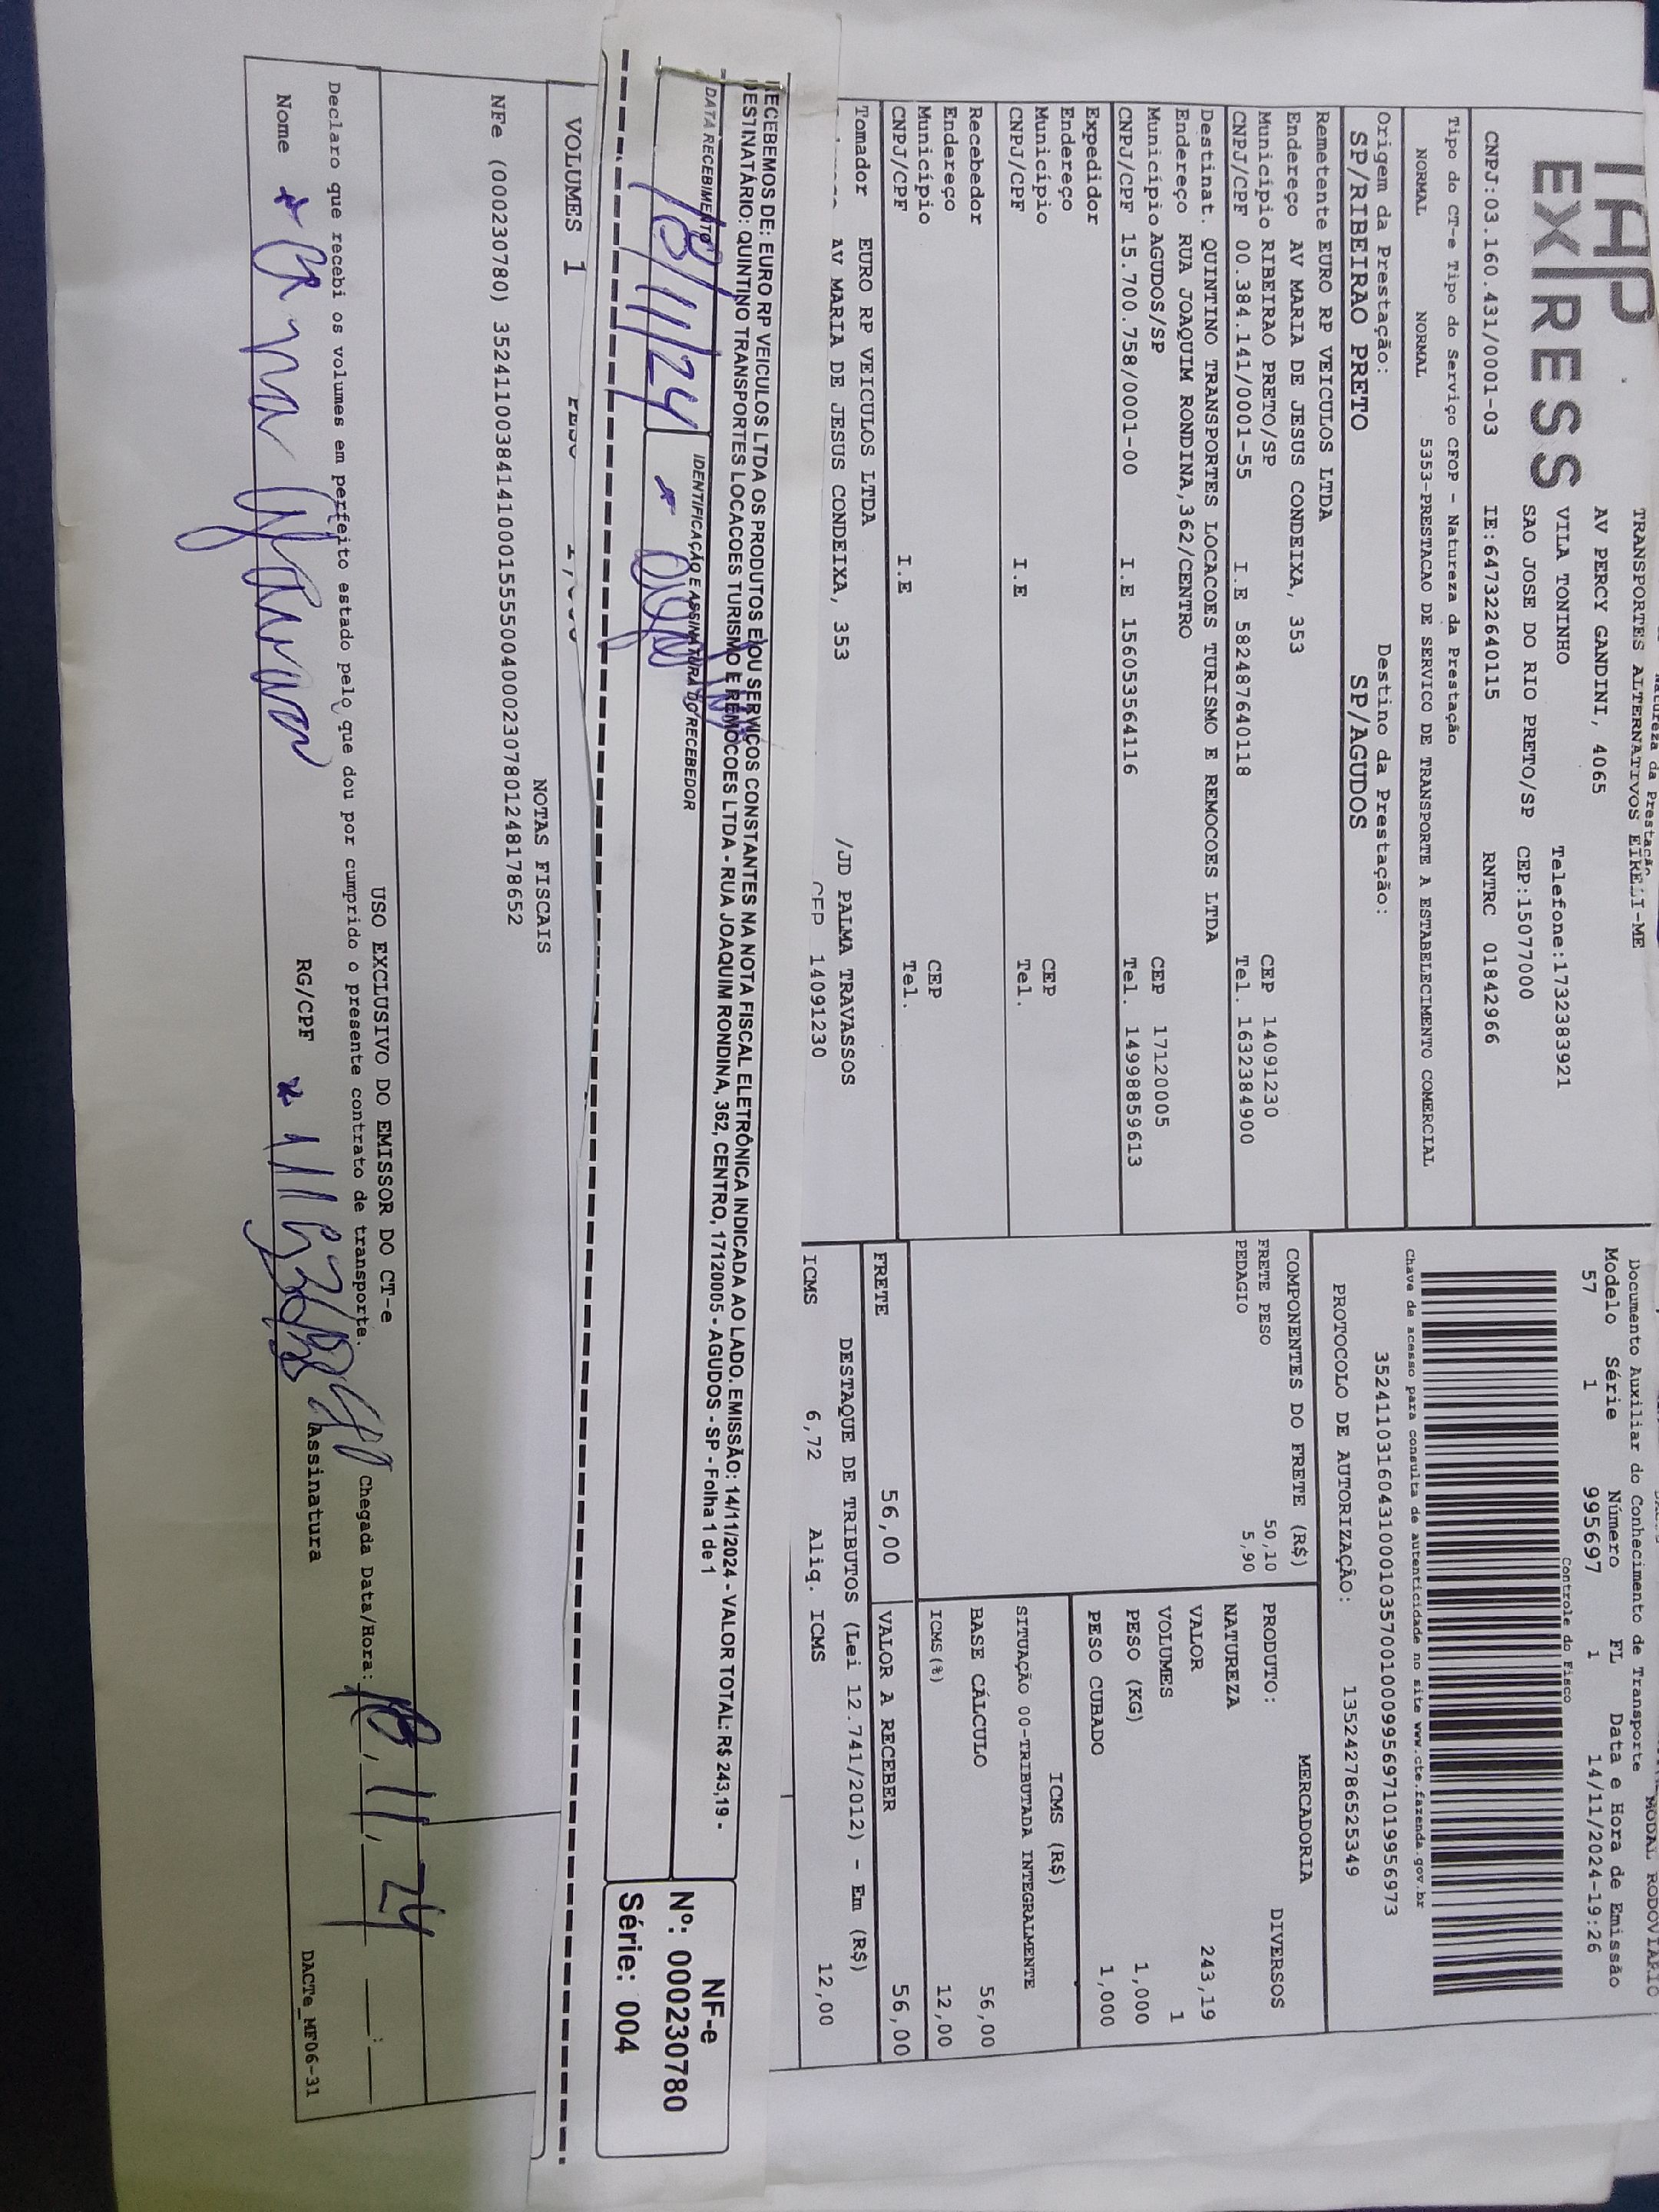 TRANSPORTES ALTERNATIVOS EIRELI-ME
AV PERCY GANDINI, 4065
VILA TONINHO Telefone:1732383921
SAO JOSE DO RIO PRETO/SP CEP:15077000
CNPJ:03.160.431/0001-03 IE:647322640115 RNTRC 01842966
EX RESS
MODAL RODOVIÁRIO
Documento Auxiliar do Conhecimento de Transporte
Modelo Série Número FL Data e Hora de Emissão
57 1 995697 1 14/11/2024-19:26
Controle do Fisco
Chave de acesso para consulta de autenticidade no site www.cte.fazenda.gov.br
35241103160431000103570010009956971019956973
PROTOCOLO DE AUTORIZAÇÃO: 135242786525349
Tipo do CT-e Tipo do Serviço CFOP - Natureza da Prestação
NORMAL NORMAL 5353-PRESTACAO DE SERVICO DE TRANSPORTE A ESTABELECIMENTO COMERCIAL
Origem da Prestação: Destino da Prestação:
SP/RIBEIRAO PRETO SP/AGUDOS
Remetente EURO RP VEICULOS LTDA
Endereço AV MARIA DE JESUS CONDEIXA, 353
Município RIBEIRAO PRETO/SP CEP 14091230
CNPJ/CPF 00.384.141/0001-55 I.E 582487640118 Tel. 1632384900
Destinat. QUINTINO TRANSPORTES LOCACOES TURISMO E REMOCOES LTDA
Endereço RUA JOAQUIM RONDINA,362/CENTRO
Município AGUDOS/SP CEP 17120005
CNPJ/CPF 15.700.758/0001-00 I.E 156053564116 Tel. 14998859613
Expedidor
Endereço
Município CEP
CNPJ/CPF I.E Tel.
Recebedor
Endereço
Município CEP
CNPJ/CPF I.E Tel.
Tomador EURO RP VEICULOS LTDA
AV MARIA DE JESUS CONDEIXA, 353 /JD PALMA TRAVASSOS
CEP 14091230
COMPONENTES DO FRETE (R$)
FRETE PESO 50,10
PEDAGIO 5,90
MERCADORIA
PRODUTO: DIVERSOS
NATUREZA
VALOR 243,19
VOLUMES 1
PESO (KG) 1,000
PESO CUBADO 1,000
ICMS (R$)
SITUAÇÃO 00-TRIBUTADA INTEGRALMENTE
BASE CÁLCULO 56,00
ICMS(%) 12,00
FRETE 56,00 VALOR A RECEBER 56,00
DESTAQUE DE TRIBUTOS (Lei 12.741/2012) - Em (R$)
ICMS 6,72 Aliq. ICMS 12,00
ECEBEMOS DE: EURO RP VEICULOS LTDA OS PRODUTOS E/OU SERVIÇOS CONSTANTES NA NOTA FISCAL ELETRÔNICA INDICADA AO LADO. EMISSÃO: 14/11/2024 - VALOR TOTAL: R$ 243,19 -
DESTINATÁRIO: QUINTINO TRANSPORTES LOCACOES TURISMO E REMOCOES LTDA - RUA JOAQUIM RONDINA, 362, CENTRO, 17120005 - AGUDOS - SP - Folha 1 de 1
DATA RECEBIMENTO IDENTIFICAÇÃO E ASSINATURA DO RECEBEDOR
18/11/24
NF-e
Nº: 000230780
Série: 004
VOLUMES 1
NOTAS FISCAIS
NFe (000230780) 35241100384141000155550040002307801248178652
USO EXCLUSIVO DO EMISSOR DO CT-e
Declaro que recebi os volumes em perfeito estado pelo que dou por cumprido o presente contrato de transporte.
Chegada Data/Hora: 18, 11, 24 :
Nome RG/CPF Assinatura
DACTe_MF06-31